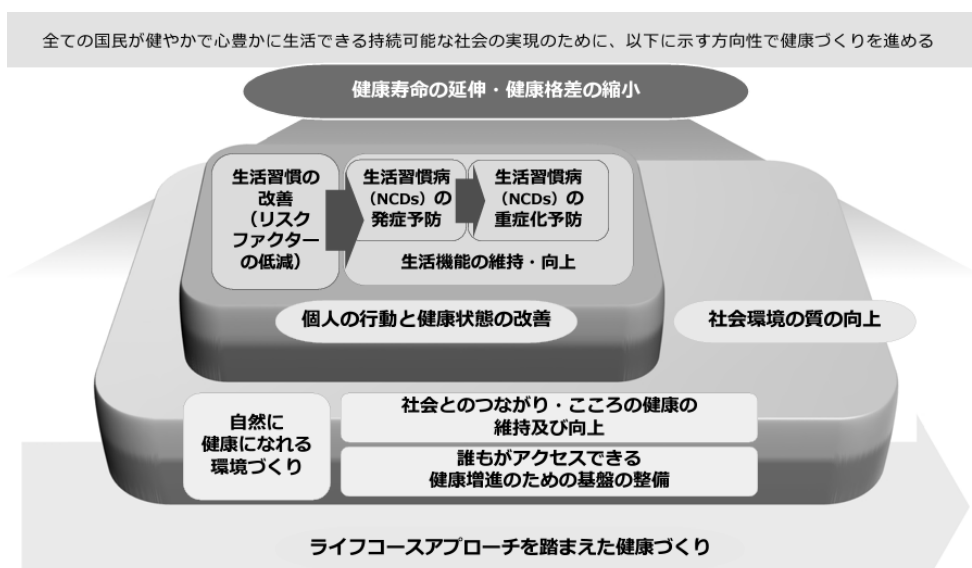 全ての国民が健やかで心豊かに生活できる持続可能な社会の実現のために、以下に示す方向性で健康づくりを進める
健康寿命の延伸・健康格差の縮小
生活習慣の
改善
(リスク
ファクター
の低減)
生活習慣病
(NCDs)の
発症予防
生活習慣病
(NCDs)の
重症化予防
生活機能の維持・向上
個人の行動と健康状態の改善
社会環境の質の向上
自然に
健康になれる
環境づくり
社会とのつながり・こころの健康の
維持及び向上
誰もがアクセスできる
健康増進のための基盤の整備
ライフコースアプローチを踏まえた健康づくり